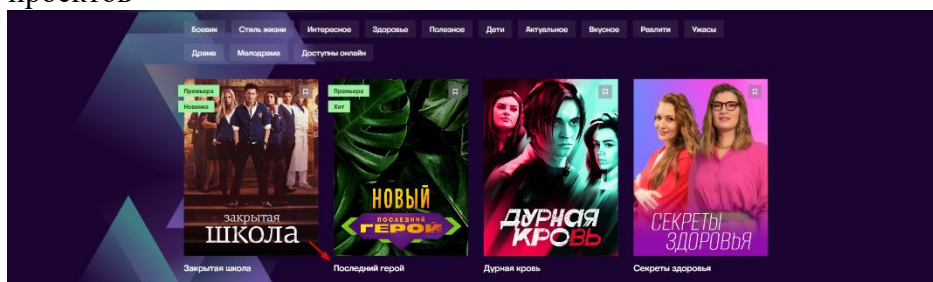 проектов
Боевик Стиль жизни Интересное Здоровье Полезное Дети Актуальное Вкусное Реалити Ужасы
Драма Мелодрама Доступны онлайн
Премьера
Новинка
Премьера
Хит
закрытая
школа
НОВЫЙ
ПОСЛЕДНИЙ
ГЕРОЙ
ДУРНАЯ
КРОВЬ
СЕКРЕТЫ
ЗДОРОВЬЯ
Закрытая школа Последний герой Дурная кровь Секреты здоровья